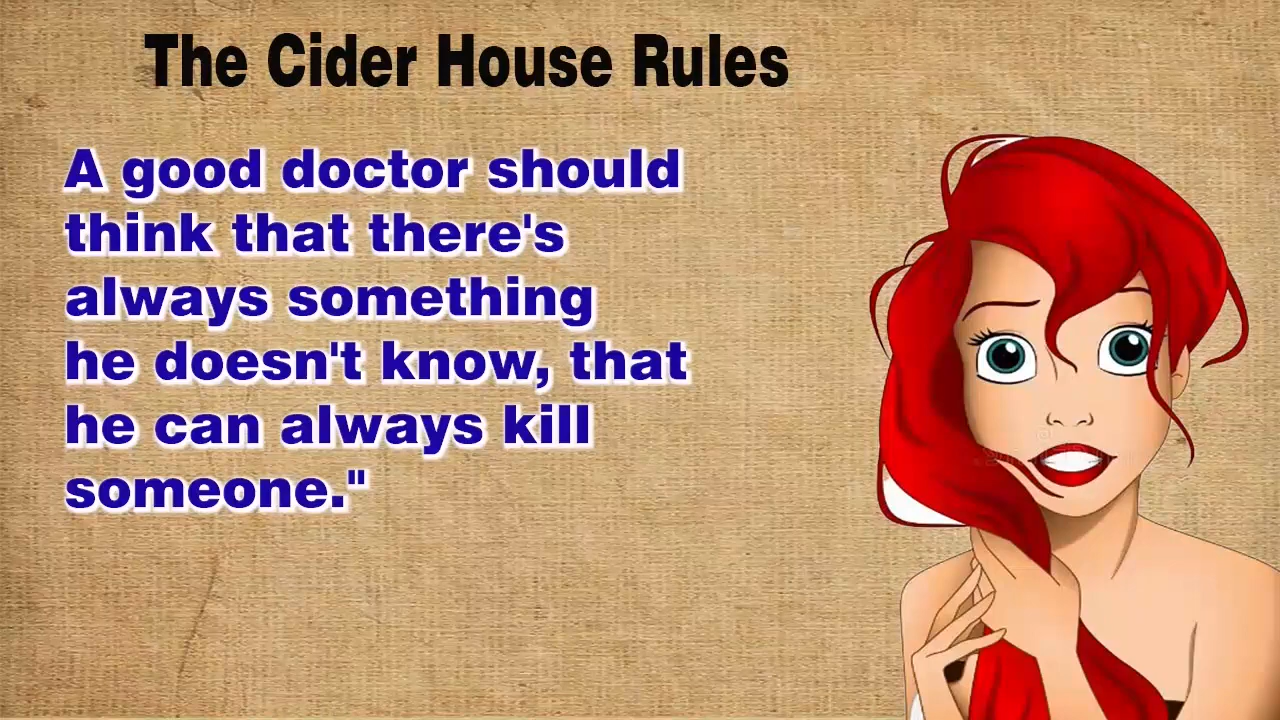 The Cider House Rules
A good doctor should
think that there's
always something
he doesn't know, that
he can always kill
someone."